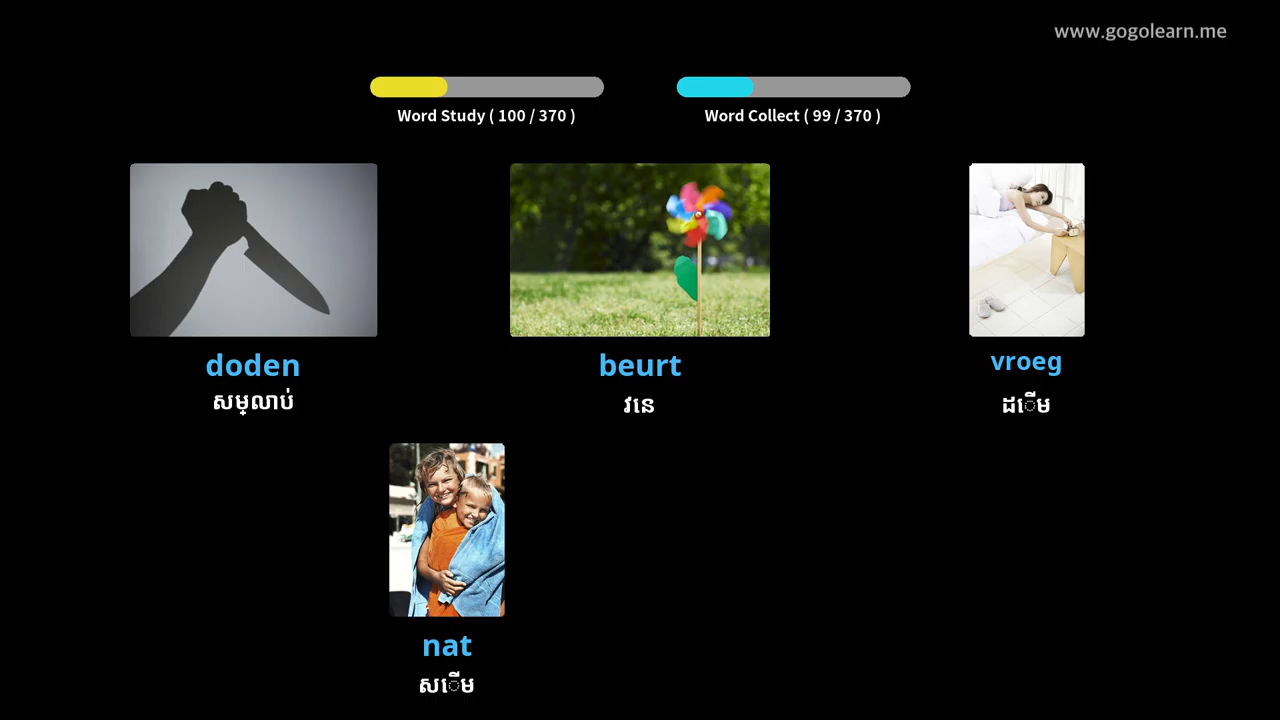 www.gogolearn.me
Word Study ( 100 / 370 )
Word Collect ( 99 / 370 )
doden
beurt
vroeg
សម្លាប់
វេន
ដើម
nat
សើម